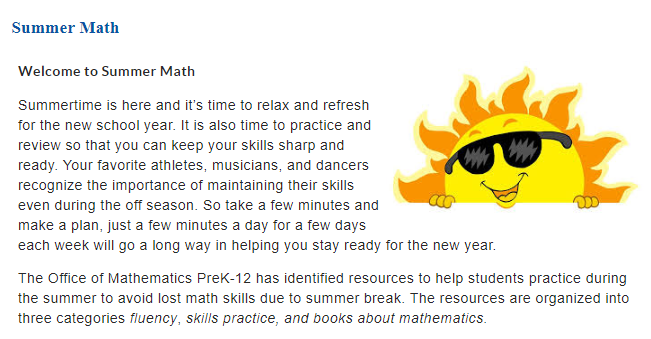 Summer Math
Welcome to Summer Math
Summertime is here and it's time to relax and refresh
for the new school year. It is also time to practice and
review so that you can keep your skills sharp and
ready. Your favorite athletes, musicians, and dancers
recognize the importance of maintaining their skills
even during the off season. So take a few minutes and
make a plan, just a few minutes a day for a few days
each week will go a long way in helping you stay ready for the new year.
The Office of Mathematics PreK-12 has identified resources to help students practice during
the summer to avoid lost math skills due to summer break. The resources are organized into
three categories fluency, skills practice, and books about mathematics.